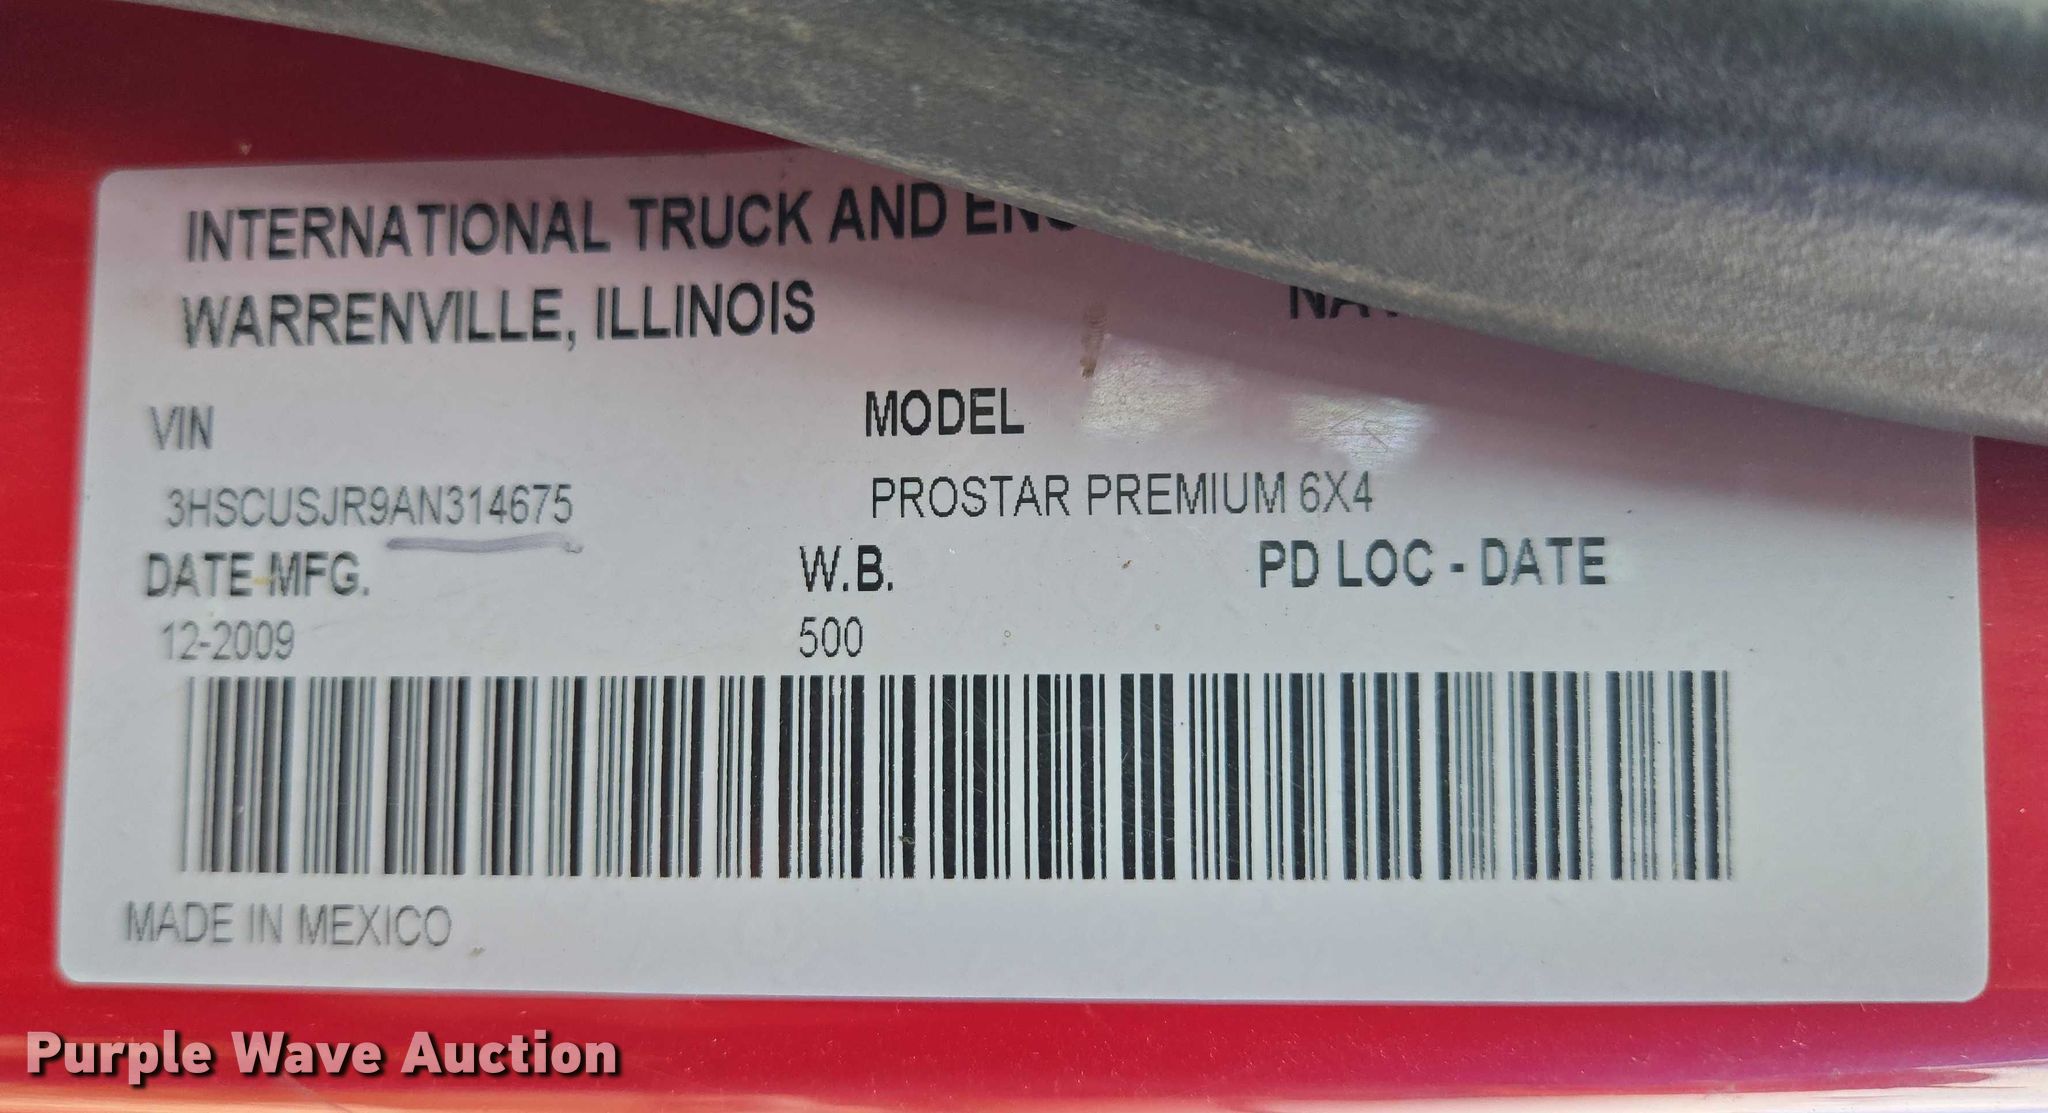 INTERNATIONAL TRUCK AND
WARRENVILLE, ILLINOIS
VIN MODEL
3HSCUSJR9AN314675 PROSTAR PREMIUM 6X4
DATE MFG. W.B. PD LOC - DATE
12-2009 500
MADE IN MEXICO
Purple Wave Auction